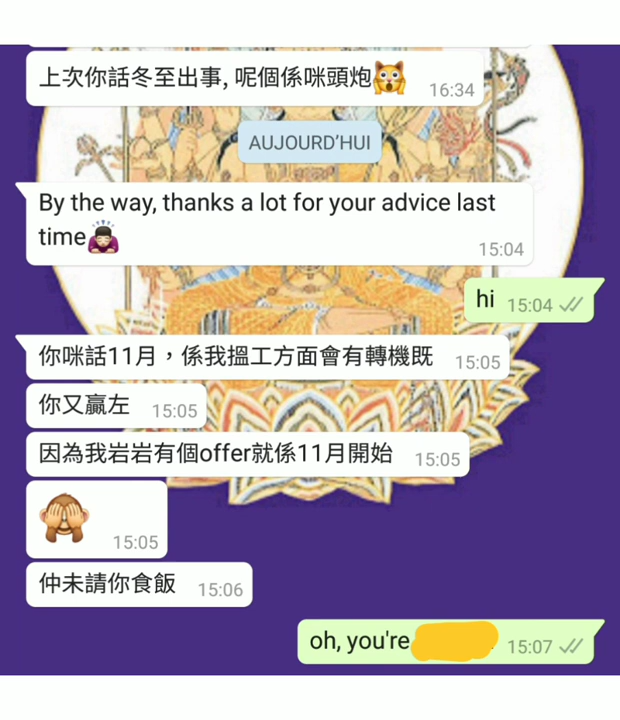 上次你話冬至出事, 呢個係咪頭炮🙀
16:34
AUJOURD'HUI
By the way, thanks a lot for your advice last
time🙇
15:04
hi 15:04
你咪話11月，係我搵工方面會有轉機既 15:05
你又贏左 15:05
因為我岩岩有個offer就係11月開始 15:05
🙈
15:05
仲未請你食飯 15:06
oh, you're
15:07